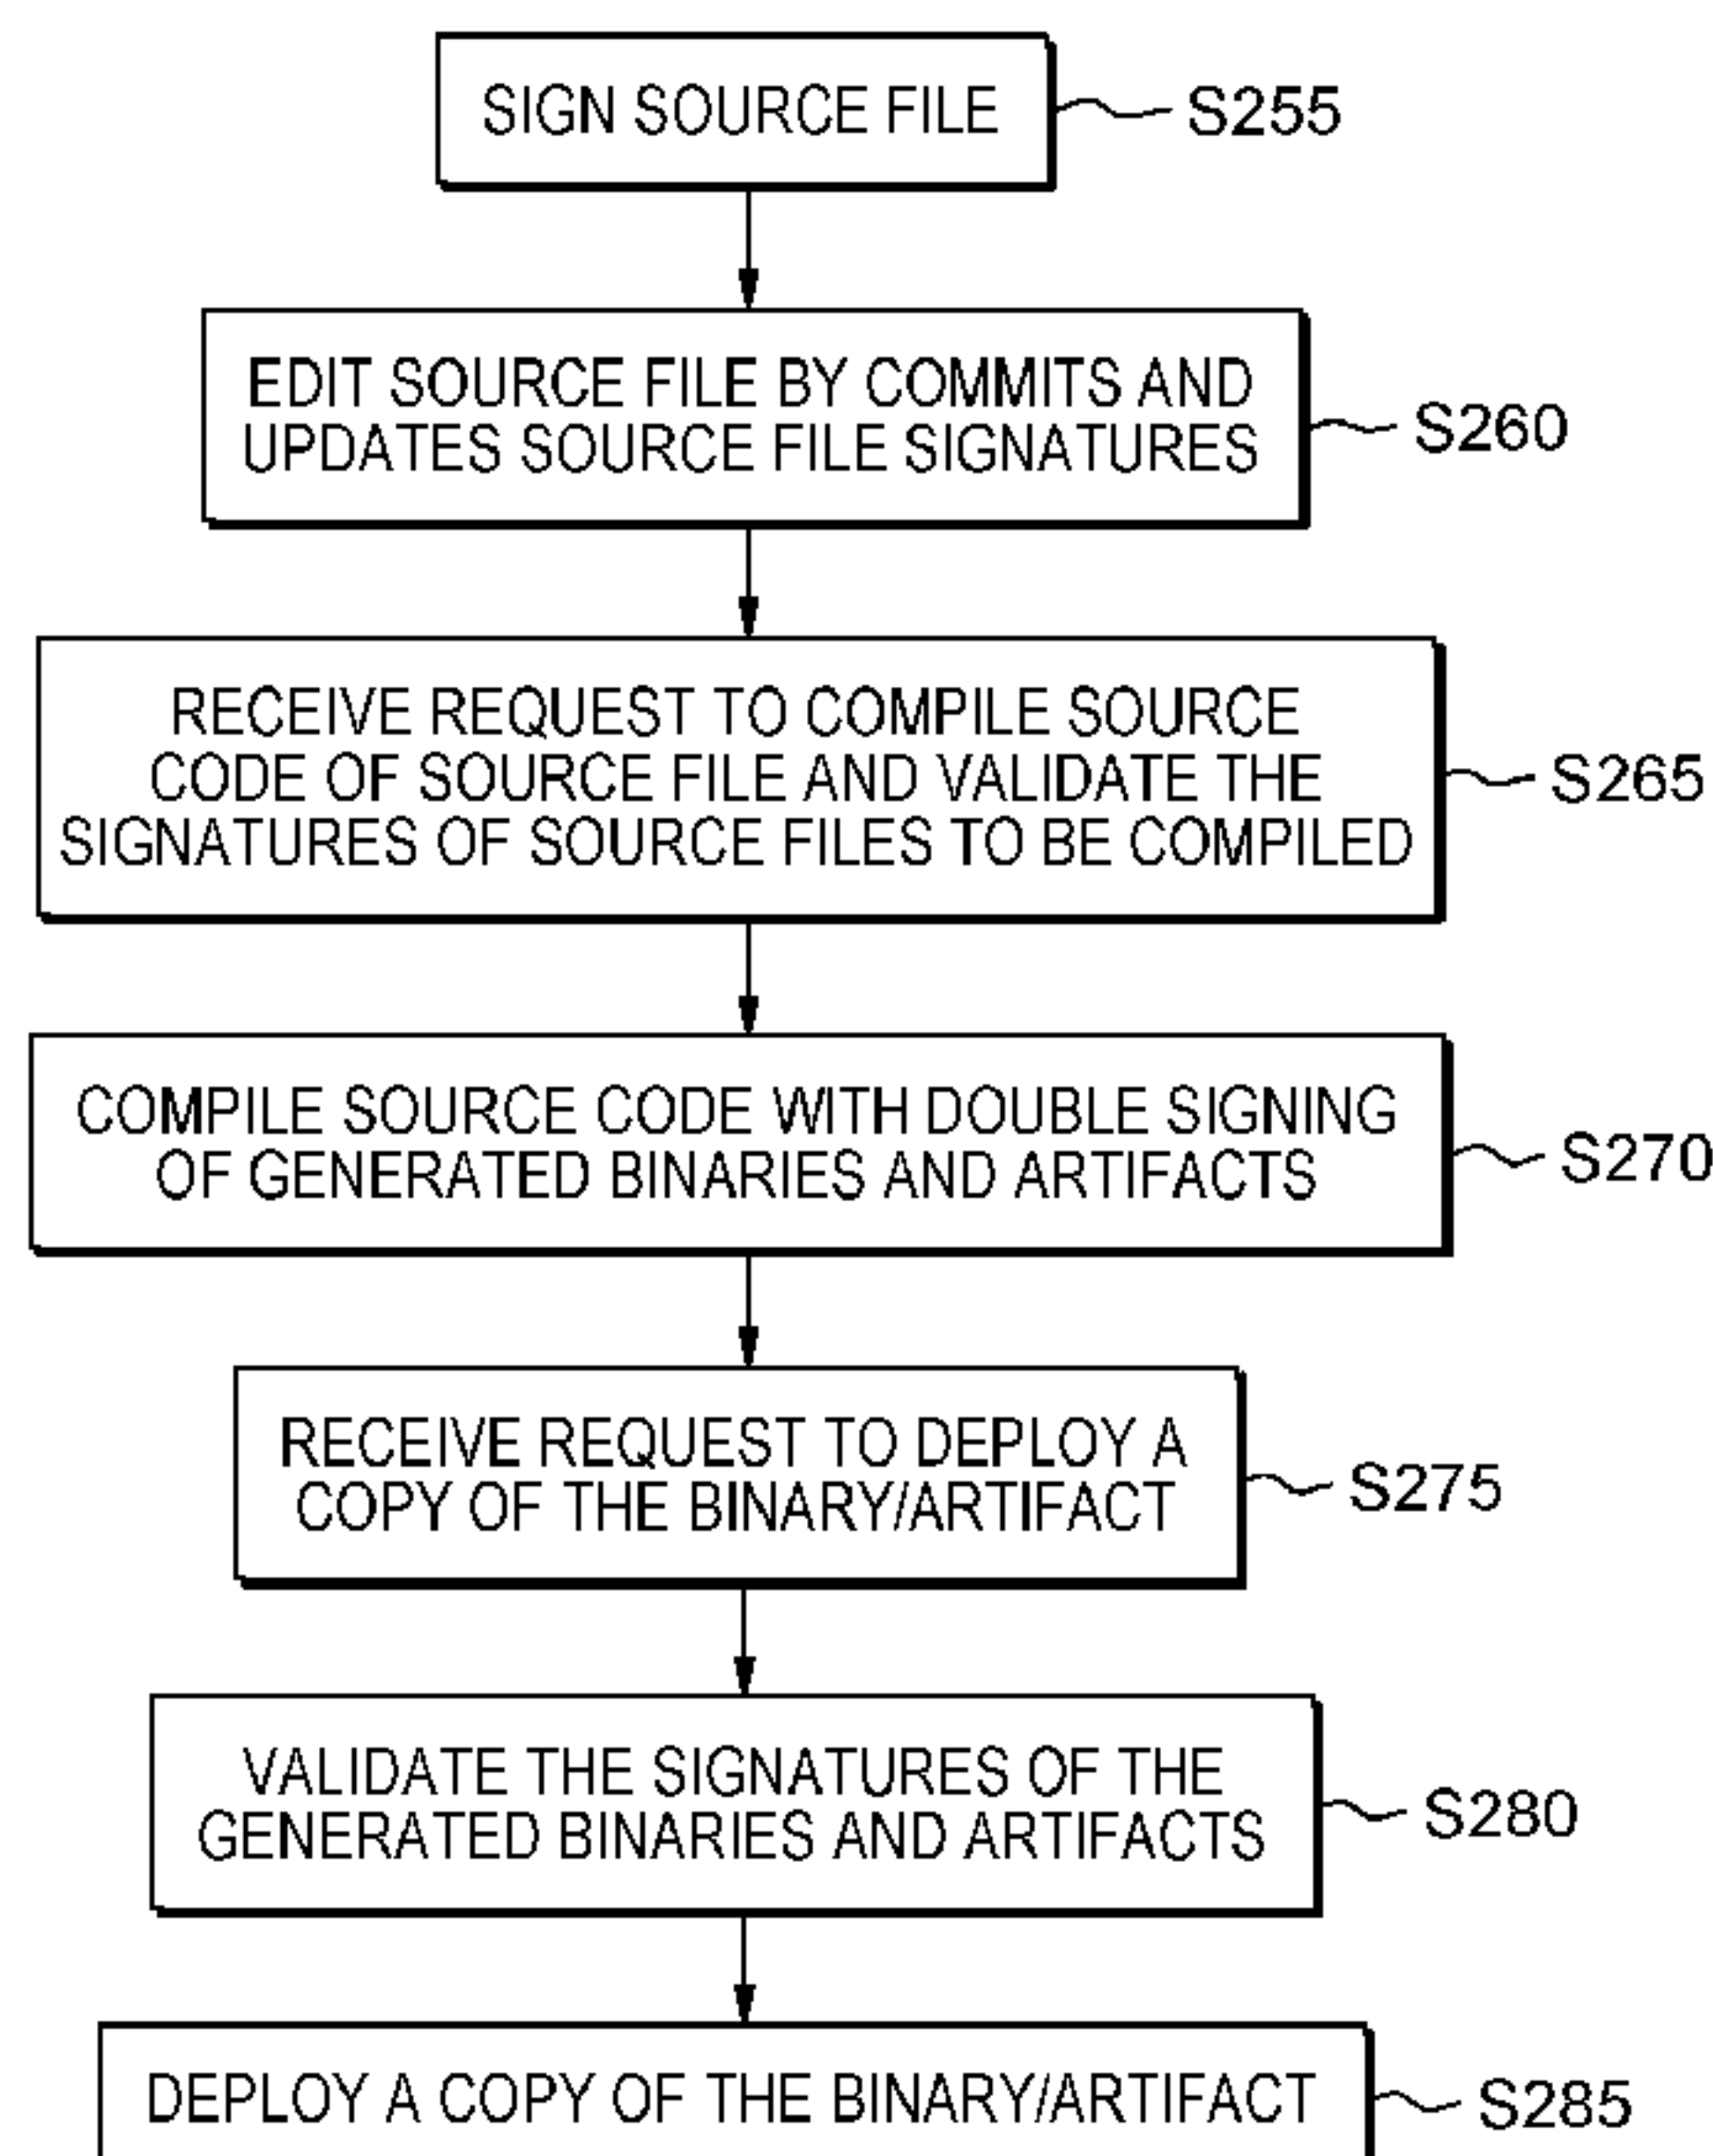 SIGN SOURCE FILE
S255
EDIT SOURCE FILE BY COMMITS AND
UPDATES SOURCE FILE SIGNATURES
S260
RECEIVE REQUEST TO COMPILE SOURCE
CODE OF SOURCE FILE AND VALIDATE THE
SIGNATURES OF SOURCE FILES TO BE COMPILED
S265
COMPILE SOURCE CODE WITH DOUBLE SIGNING
OF GENERATED BINARIES AND ARTIFACTS
S270
RECEIVE REQUEST TO DEPLOY A
COPY OF THE BINARY/ARTIFACT
S275
VALIDATE THE SIGNATURES OF THE
GENERATED BINARIES AND ARTIFACTS
S280
DEPLOY A COPY OF THE BINARY/ARTIFACT
S285